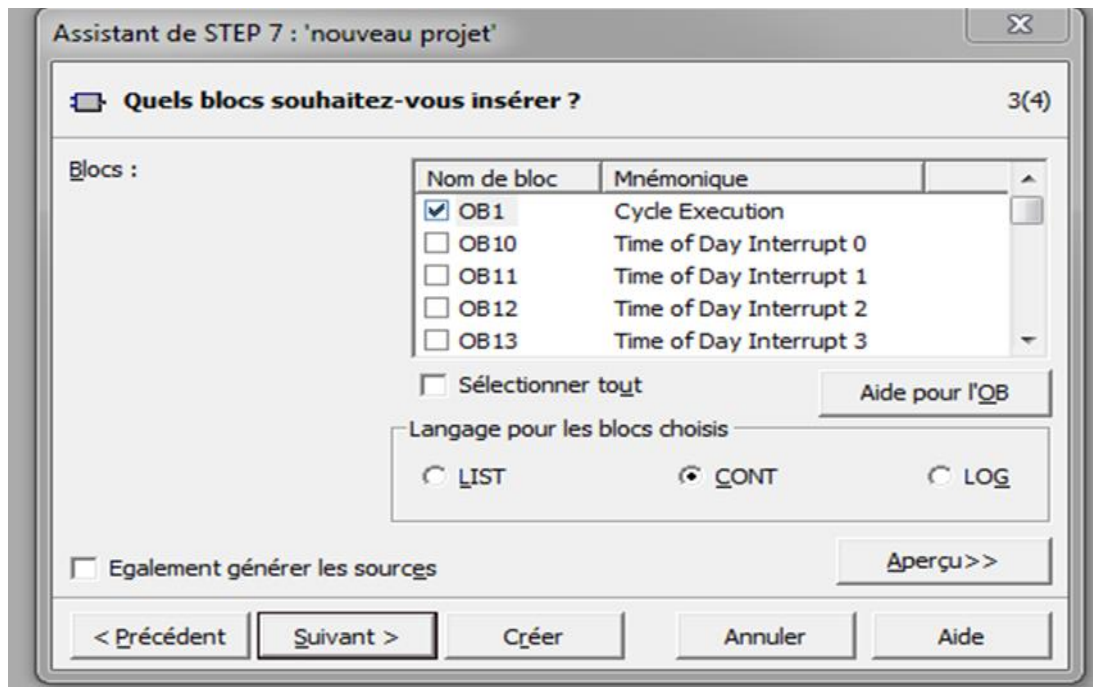 Assistant de STEP 7 : 'nouveau projet'
Quels blocs souhaitez-vous insérer ? 3(4)
Blocs :
Nom de bloc Mnémonique
OB1 Cycle Execution
OB10 Time of Day Interrupt 0
OB11 Time of Day Interrupt 1
OB12 Time of Day Interrupt 2
OB13 Time of Day Interrupt 3
Sélectionner tout
Aide pour l'OB
Langage pour les blocs choisis
LIST CONT LOG
Aperçu>>
Egalement générer les sources
< Précédent Suivant > Créer Annuler Aide